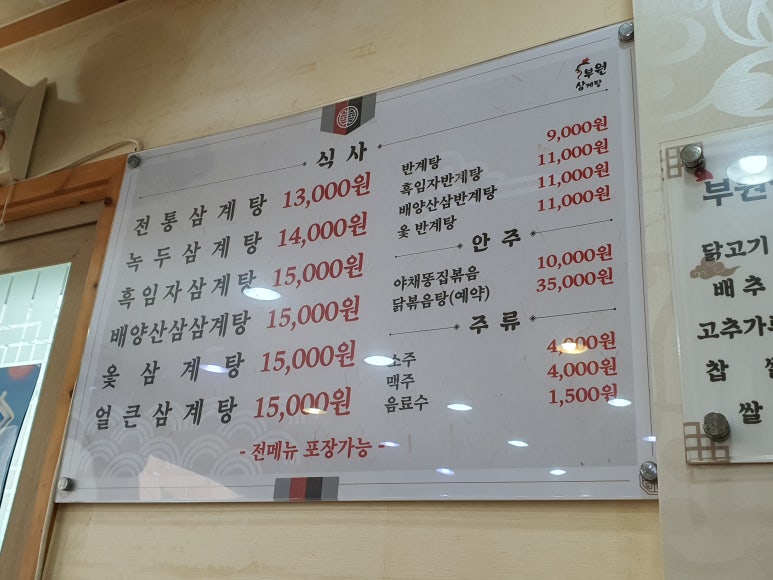 부원
삼계탕
식사
전통삼계탕 13,000원
녹두삼계탕 14,000원
흑임자삼계탕 15,000원
배양산삼삼계탕 15,000원
옻삼계탕 15,000원
얼큰삼계탕 15,000원
반계탕 9,000원
흑임자반계탕 11,000원
배양산삼반계탕 11,000원
옻 반계탕 11,000원
안주
야채똥집볶음 10,000원
닭볶음탕(예약) 35,000원
주류
소주 4,000원
맥주 4,000원
음료수 1,500원
- 전메뉴 포장가능 -
부원
닭고기
배추
고추가루
찹쌀
쌀